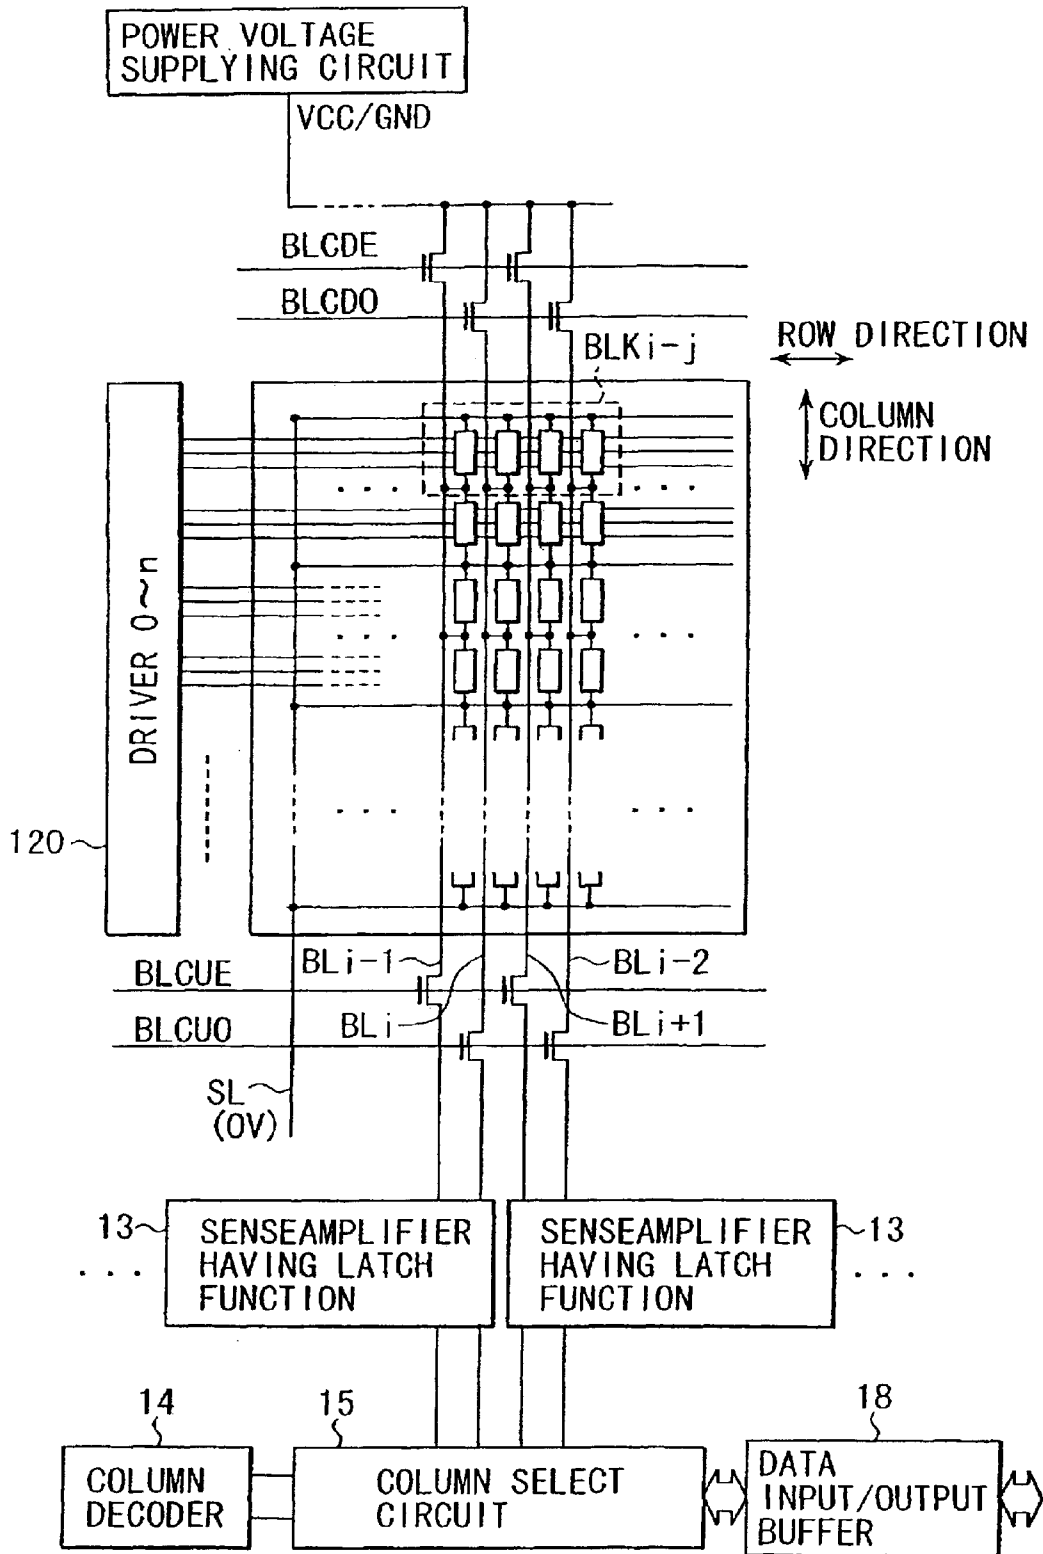 POWER VOLTAGE
SUPPLYING CIRCUIT
VCC/GND
BLCDE
BLCDO
BLKi-j
ROW DIRECTION
COLUMN
DIRECTION
. . .
. . .
DRIVER 0~n
. . .
. . .
120
. . .
. . .
BLCUE
BLi-1
BLi-2
BLCUO
BLi
BLi+1
SL
(0V)
13
SENSEAMPLIFIER
HAVING LATCH
FUNCTION
. . .
SENSEAMPLIFIER
HAVING LATCH
FUNCTION
13
. . .
14
15
18
COLUMN
DECODER
COLUMN SELECT
CIRCUIT
DATA
INPUT/OUTPUT
BUFFER